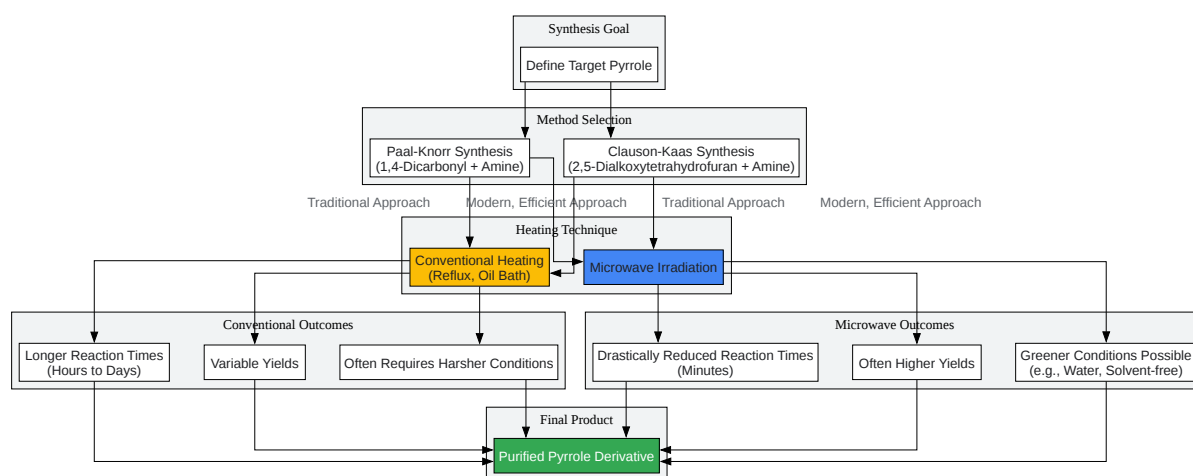 Synthesis Goal
Define Target Pyrrole
Method Selection
Paal-Knorr Synthesis
(1,4-Dicarbonyl + Amine)
Clauson-Kaas Synthesis
(2,5-Dialkoxytetrahydrofuran + Amine)
Traditional Approach
Modern, Efficient Approach
Traditional Approach
Modern, Efficient Approach
Heating Technique
Conventional Heating
(Reflux, Oil Bath)
Microwave Irradiation
Conventional Outcomes
Longer Reaction Times
(Hours to Days)
Variable Yields
Often Requires Harsher Conditions
Microwave Outcomes
Drastically Reduced Reaction Times
(Minutes)
Often Higher Yields
Greener Conditions Possible
(e.g., Water, Solvent-free)
Final Product
Purified Pyrrole Derivative